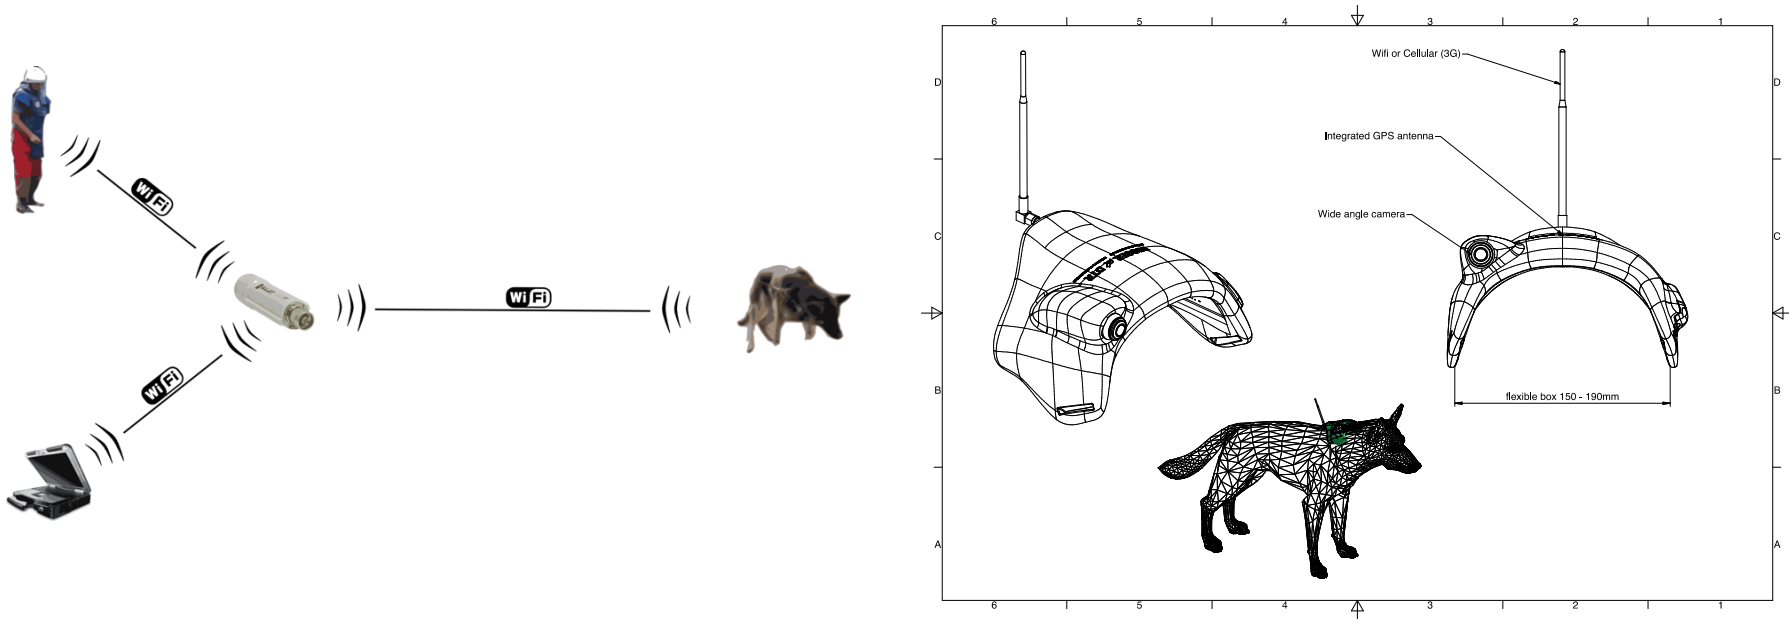 Wi Fi
Wi Fi
Wi Fi
6 5 4 3 2 1
D D
Wifi or Cellular (3G)
Integrated GPS antenna
Wide angle camera
C C
B B
flexible box 150 - 190mm
A A
6 5 4 3 2 1